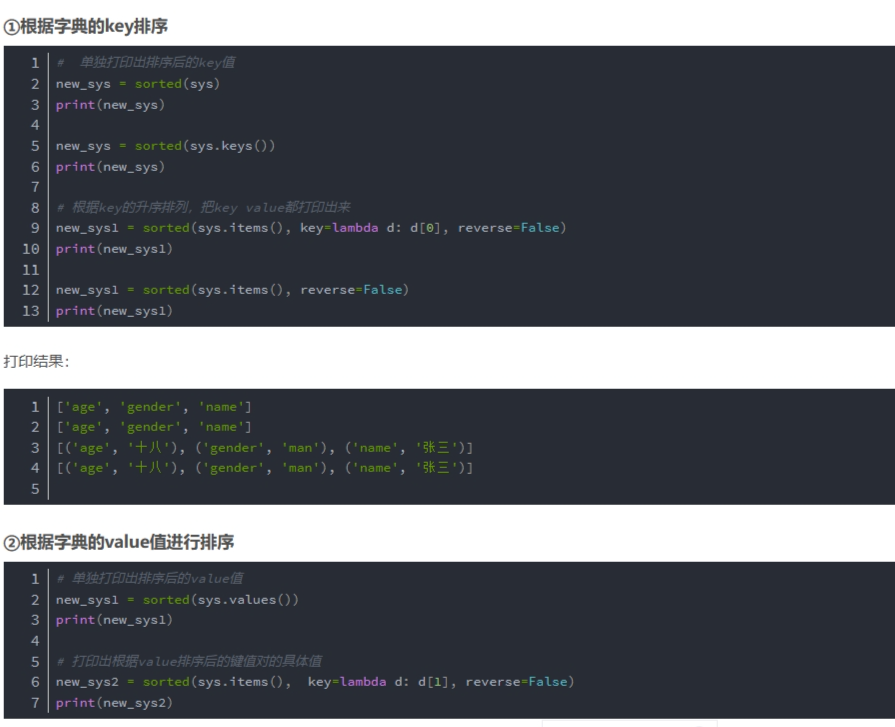 ①根据字典的key排序
1 #  单独打印出排序后的key值
2 new_sys = sorted(sys)
3 print(new_sys)
4
5 new_sys = sorted(sys.keys())
6 print(new_sys)
7
8 # 根据key的升序排列，把key value都打印出来
9 new_sys1 = sorted(sys.items(), key=lambda d: d[0], reverse=False)
10 print(new_sys1)
11
12 new_sys1 = sorted(sys.items(), reverse=False)
13 print(new_sys1)
打印结果：
1 ['age', 'gender', 'name']
2 ['age', 'gender', 'name']
3 [('age', '十八'), ('gender', 'man'), ('name', '张三')]
4 [('age', '十八'), ('gender', 'man'), ('name', '张三')]
5
②根据字典的value值进行排序
1 # 单独打印出排序后的value值
2 new_sys1 = sorted(sys.values())
3 print(new_sys1)
4
5 # 打印出根据value排序后的键值对的具体值
6 new_sys2 = sorted(sys.items(),  key=lambda d: d[1], reverse=False)
7 print(new_sys2)